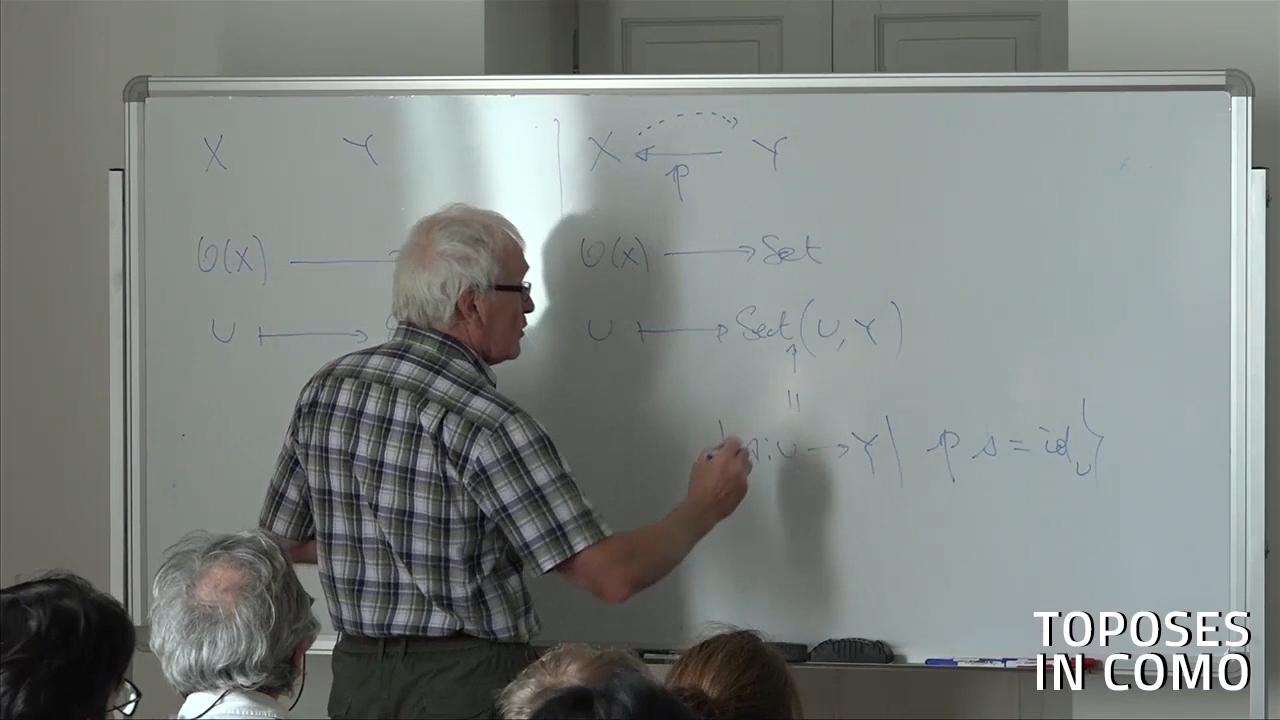 X Y
O(X) ⟶
U ⟼
X ⟵ Y
p
O(X) ⟶ Set
U ⟼ Sect(U, Y)
=
{s: U → Y | p s = id_U}
TOPOSES
IN COMO